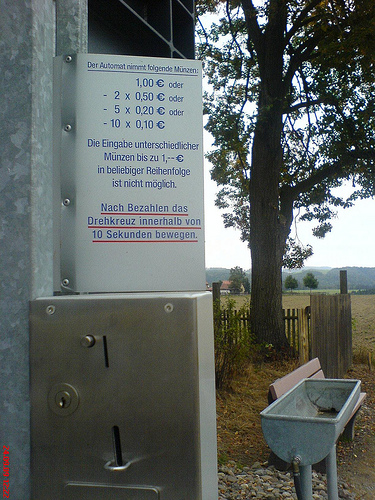 Der Automat nimmt folgende Münzen:
1,00 € oder
- 2 x 0,50 € oder
- 5 x 0,20 € oder
-10 x 0,10 €
Die Eingabe unterschiedlicher
Münzen bis zu 1,-- €
in beliebiger Reihenfolge
ist nicht möglich.
Nach Bezahlen das
Drehkreuz innerhalb von
10 Sekunden bewegen.